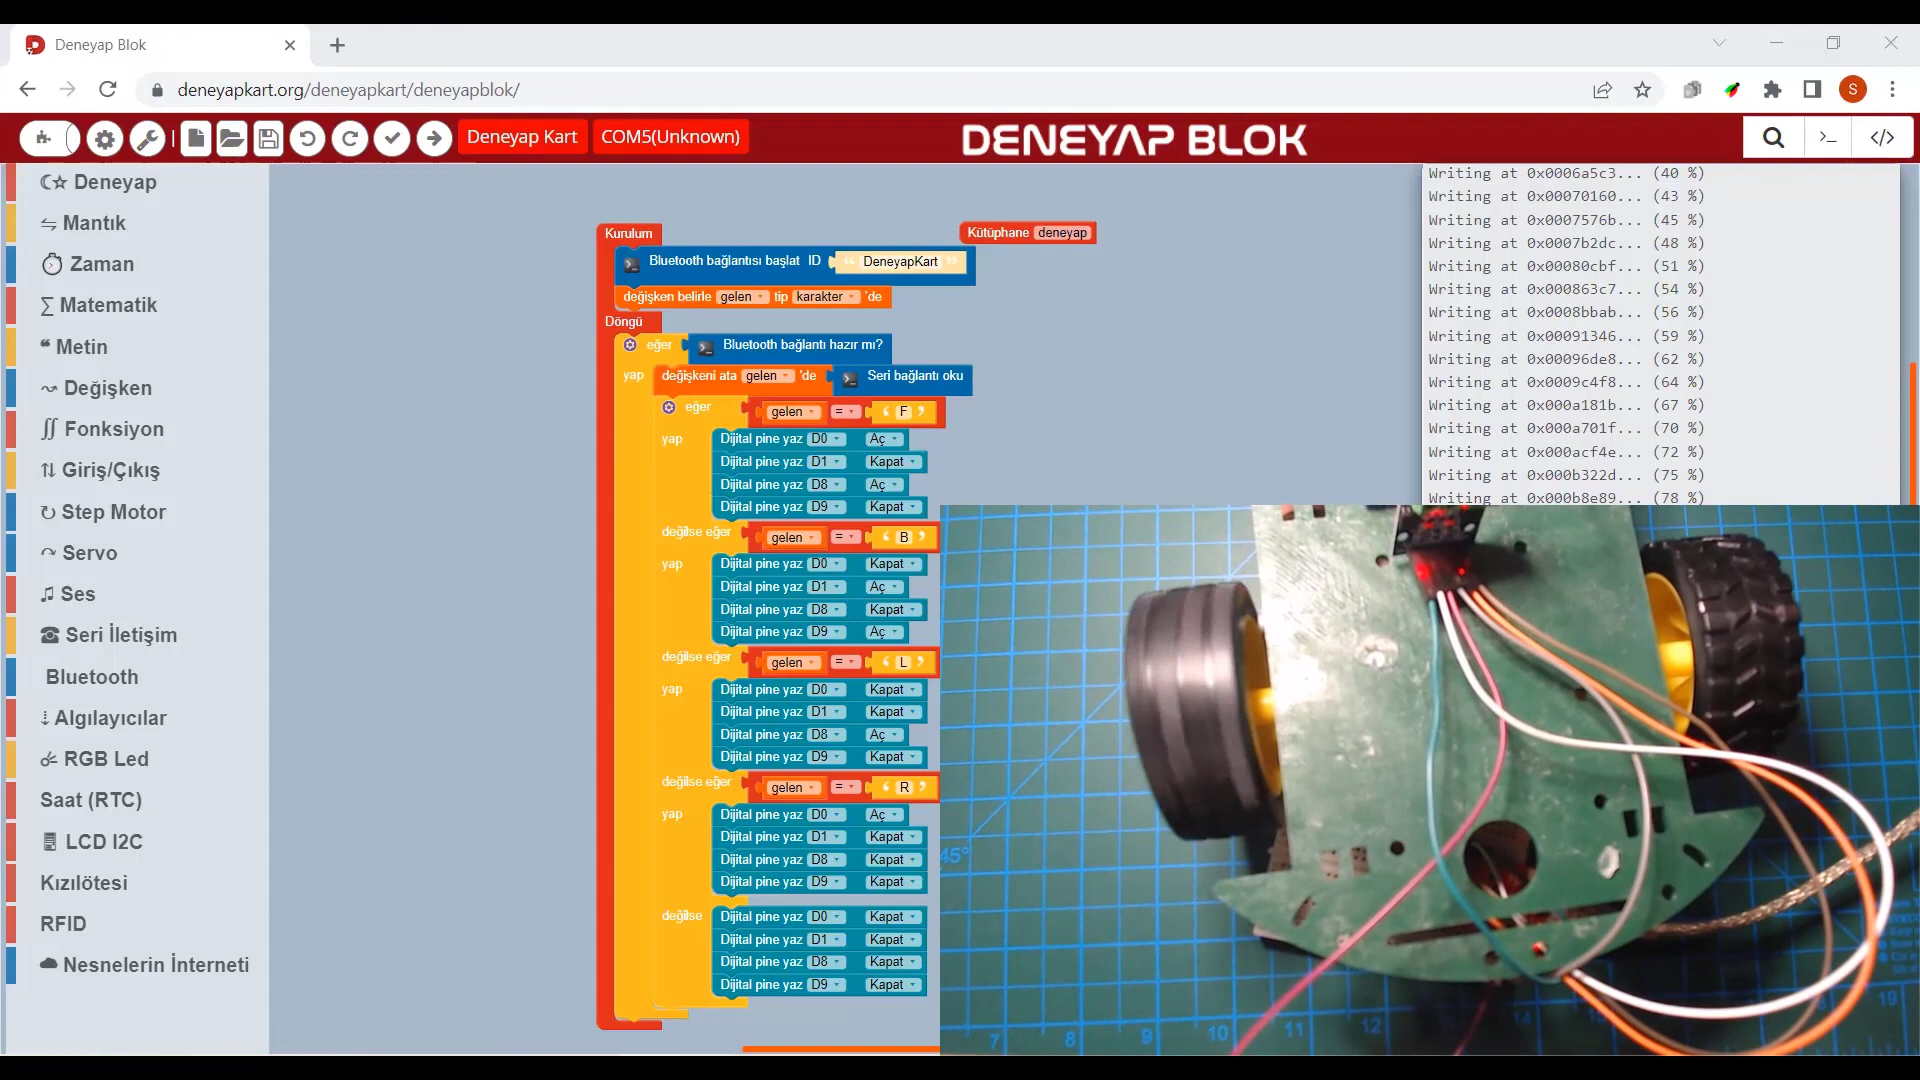 Deneyap Blok
deneyapkart.org/deneyapkart/deneyapblok/
S
Deneyap Kart
COM5(Unknown)
DENEYAP BLOK
Deneyap
Mantık
Zaman
Matematik
Metin
Değişken
Fonksiyon
Giriş/Çıkış
Step Motor
Servo
Ses
Seri İletişim
Bluetooth
Algılayıcılar
RGB Led
Saat (RTC)
LCD I2C
Kızılötesi
RFID
Nesnelerin İnterneti
Kurulum
Bluetooth bağlantısı başlat ID “ DeneyapKart ”
değişken belirle gelen tip karakter 'de
Döngü
eğer Bluetooth bağlantı hazır mı?
yap değişkeni ata gelen 'de Seri bağlantı oku
eğer gelen = ‘ F ’
yap Dijital pine yaz D0 Aç
Dijital pine yaz D1 Kapat
Dijital pine yaz D8 Aç
Dijital pine yaz D9 Kapat
değilse eğer gelen = ‘ B ’
yap Dijital pine yaz D0 Kapat
Dijital pine yaz D1 Aç
Dijital pine yaz D8 Kapat
Dijital pine yaz D9 Aç
değilse eğer gelen = ‘ L ’
yap Dijital pine yaz D0 Kapat
Dijital pine yaz D1 Kapat
Dijital pine yaz D8 Aç
Dijital pine yaz D9 Kapat
değilse eğer gelen = ‘ R ’
yap Dijital pine yaz D0 Aç
Dijital pine yaz D1 Kapat
Dijital pine yaz D8 Kapat
Dijital pine yaz D9 Kapat
değilse Dijital pine yaz D0 Kapat
Dijital pine yaz D1 Kapat
Dijital pine yaz D8 Kapat
Dijital pine yaz D9 Kapat
Kütüphane deneyap
Writing at 0x0006a5c3... (40 %)
Writing at 0x00070160... (43 %)
Writing at 0x0007576b... (45 %)
Writing at 0x0007b2dc... (48 %)
Writing at 0x00080cbf... (51 %)
Writing at 0x000863c7... (54 %)
Writing at 0x0008bbab... (56 %)
Writing at 0x00091346... (59 %)
Writing at 0x00096de8... (62 %)
Writing at 0x0009c4f8... (64 %)
Writing at 0x000a181b... (67 %)
Writing at 0x000a701f... (70 %)
Writing at 0x000acf4e... (72 %)
Writing at 0x000b322d... (75 %)
Writing at 0x000b8e89... (78 %)
45°
7 8 9 10 11 12 14 19